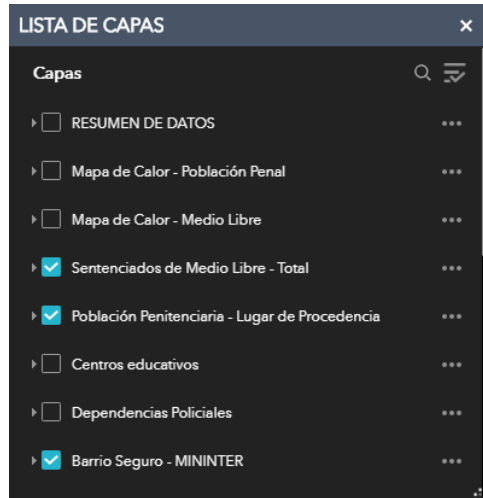 LISTA DE CAPAS
Capas
RESUMEN DE DATOS
Mapa de Calor - Población Penal
Mapa de Calor - Medio Libre
Sentenciados de Medio Libre - Total
Población Penitenciaria - Lugar de Procedencia
Centros educativos
Dependencias Policiales
Barrio Seguro - MININTER